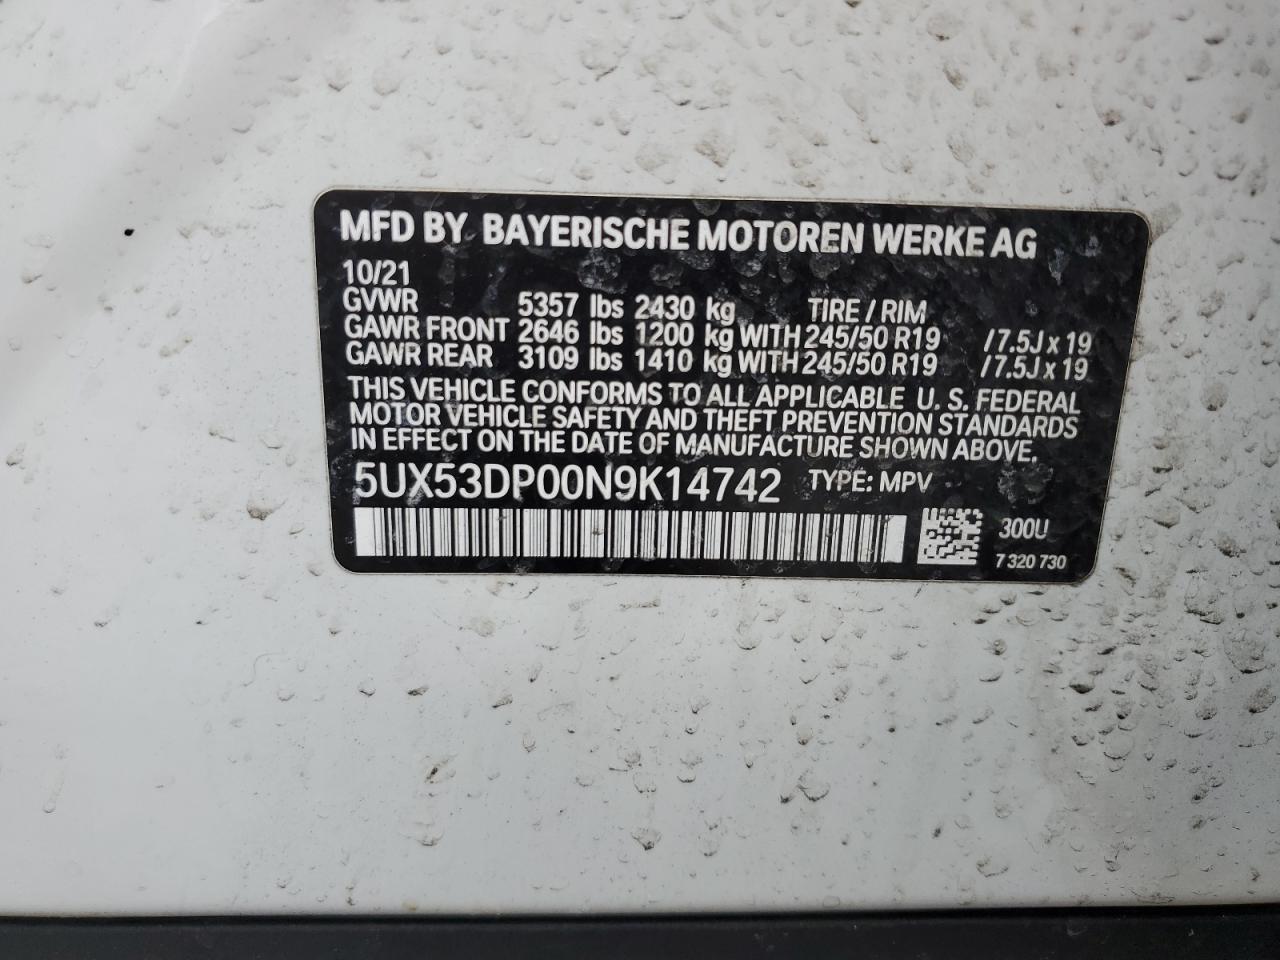 MFD BY BAYERISCHE MOTOREN WERKE AG
10/21
GVWR 5357 lbs 2430 kg TIRE / RIM
GAWR FRONT 2646 lbs 1200 kg WITH 245/50 R19 /7.5J x 19
GAWR REAR 3109 lbs 1410 kg WITH 245/50 R19 /7.5J x 19
THIS VEHICLE CONFORMS TO ALL APPLICABLE U. S. FEDERAL
MOTOR VEHICLE SAFETY AND THEFT PREVENTION STANDARDS
IN EFFECT ON THE DATE OF MANUFACTURE SHOWN ABOVE.
5UX53DP00N9K14742 TYPE: MPV
300U
7 320 730